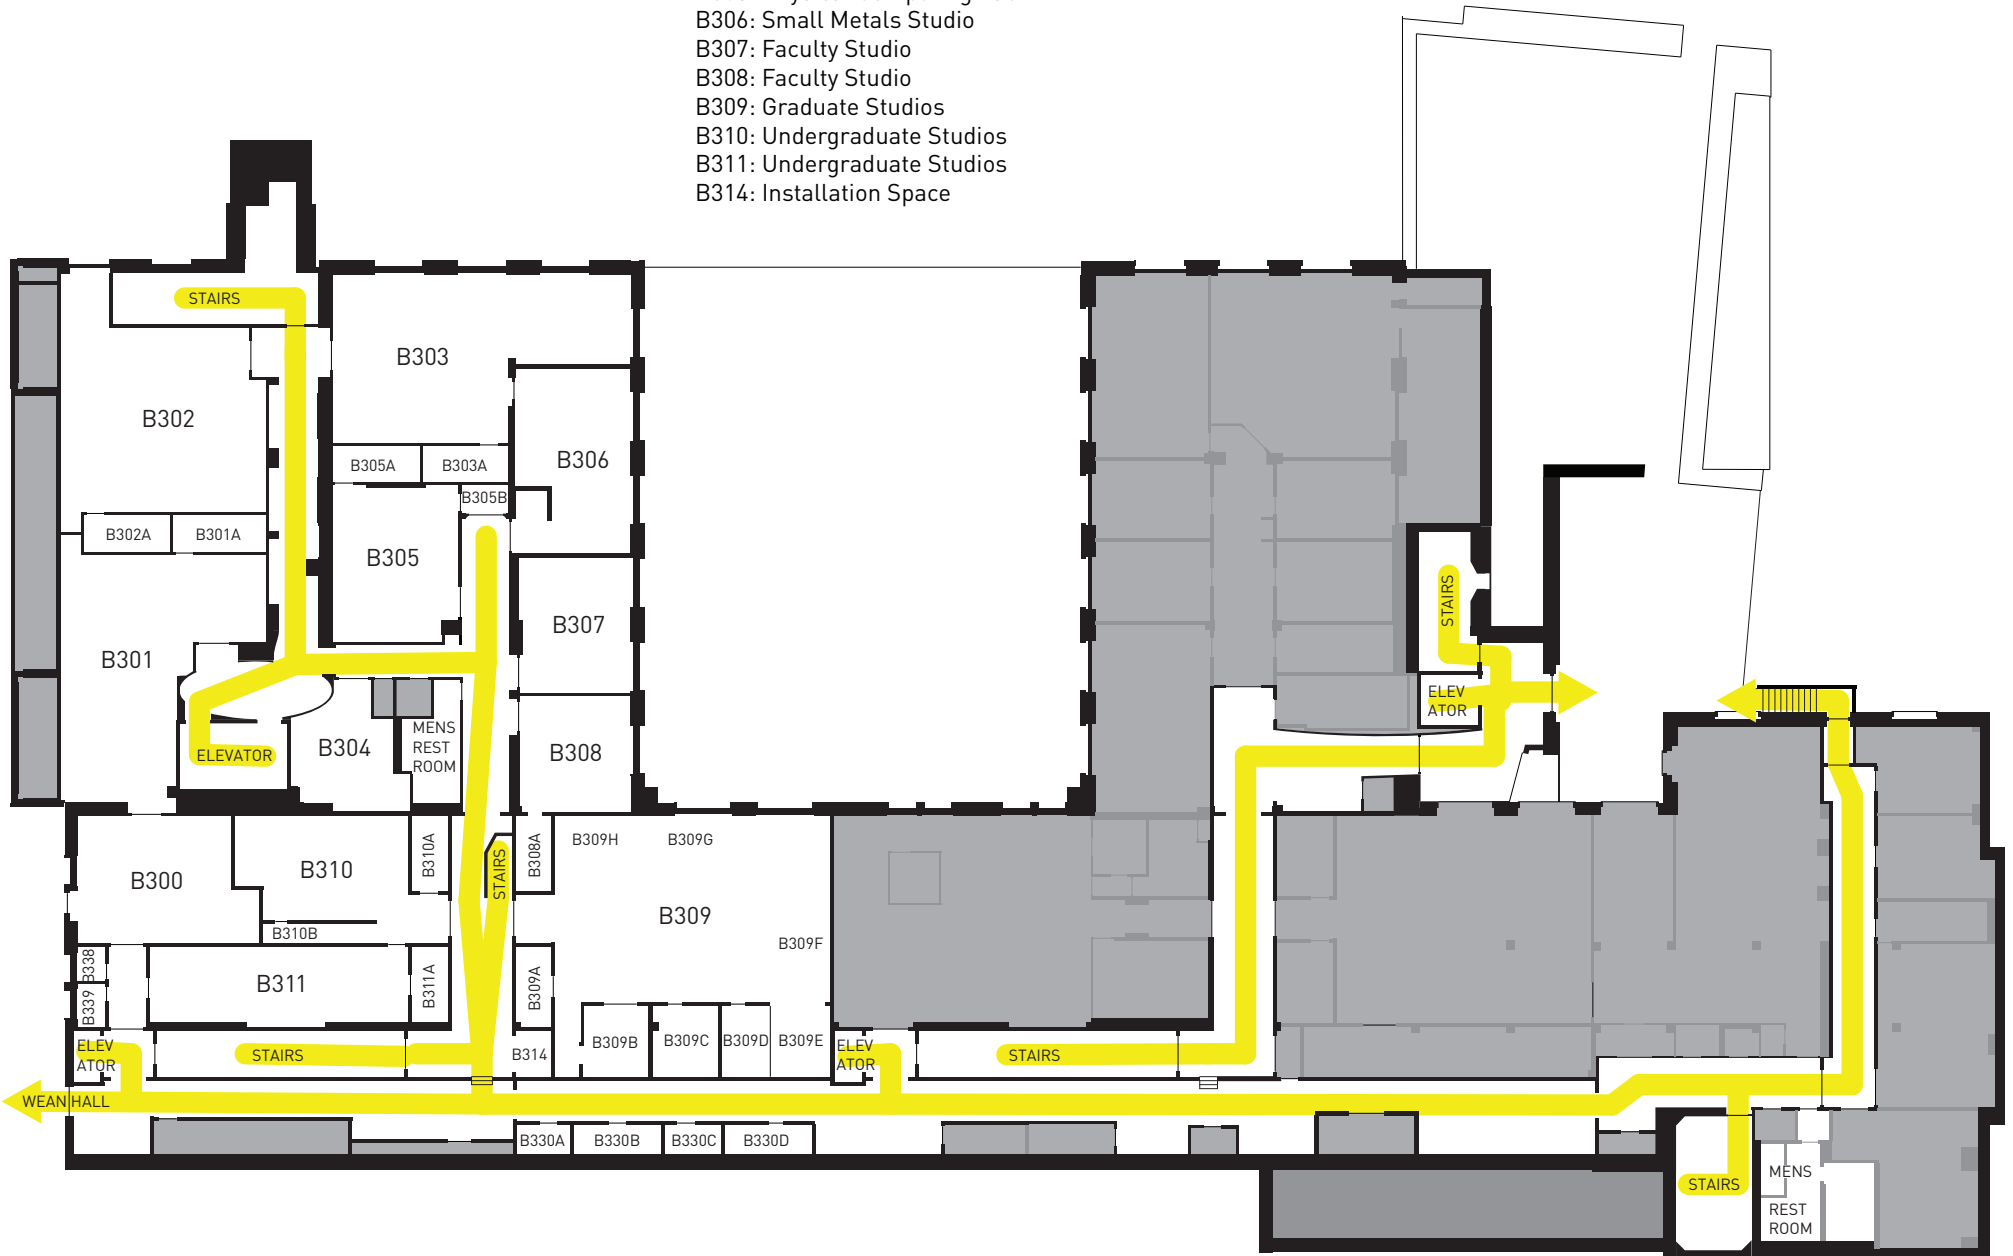 B306: Small Metals Studio
B307: Faculty Studio
B308: Faculty Studio
B309: Graduate Studios
B310: Undergraduate Studios
B311: Undergraduate Studios
B314: Installation Space
STAIRS
B303
B302
B305A
B303A
B306
B305B
B302A
B301A
B305
B307
B301
STAIRS
ELEV
ATOR
MENS
REST
ROOM
B304
B308
ELEVATOR
B309H
B309G
B310A
B308A
STAIRS
B300
B310
B309
B310B
B309F
B338
B339
B311
B311A
B309A
ELEV
ATOR
STAIRS
B314
B309B
B309C
B309D
B309E
ELEV
ATOR
STAIRS
WEAN HALL
B330A
B330B
B330C
B330D
STAIRS
MENS
REST
ROOM